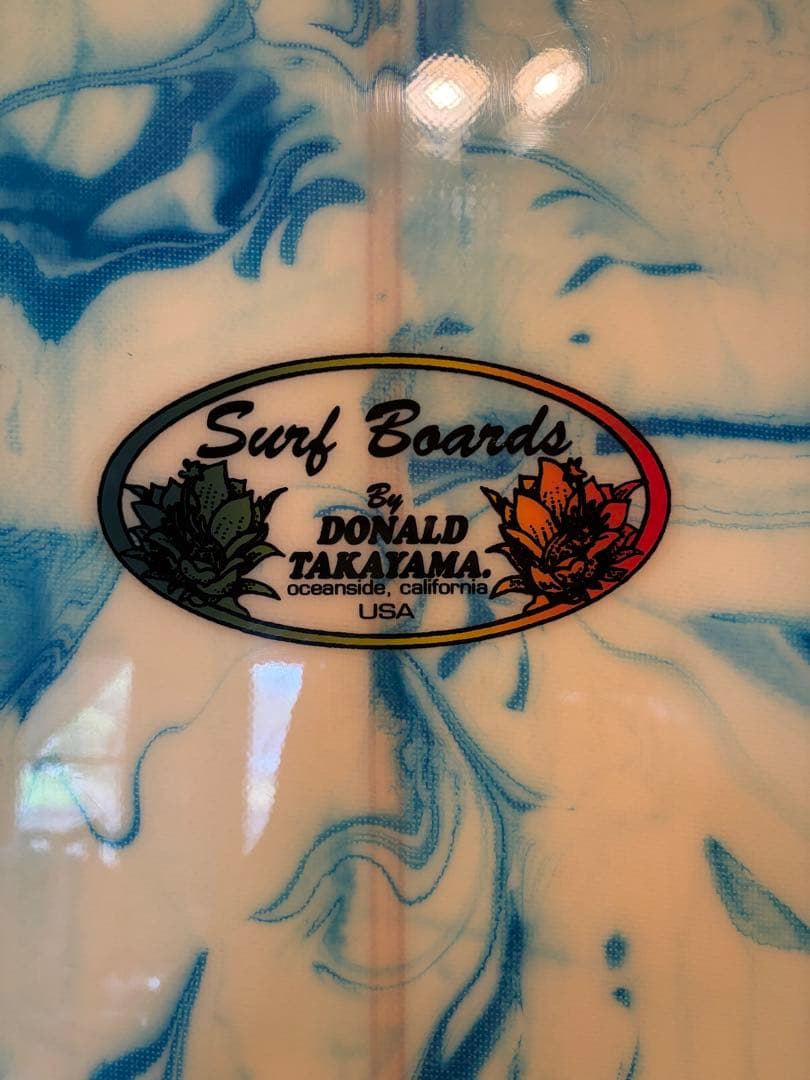 Surf Boards
By
DONALD
TAKAYAMA.
oceanside, california
USA